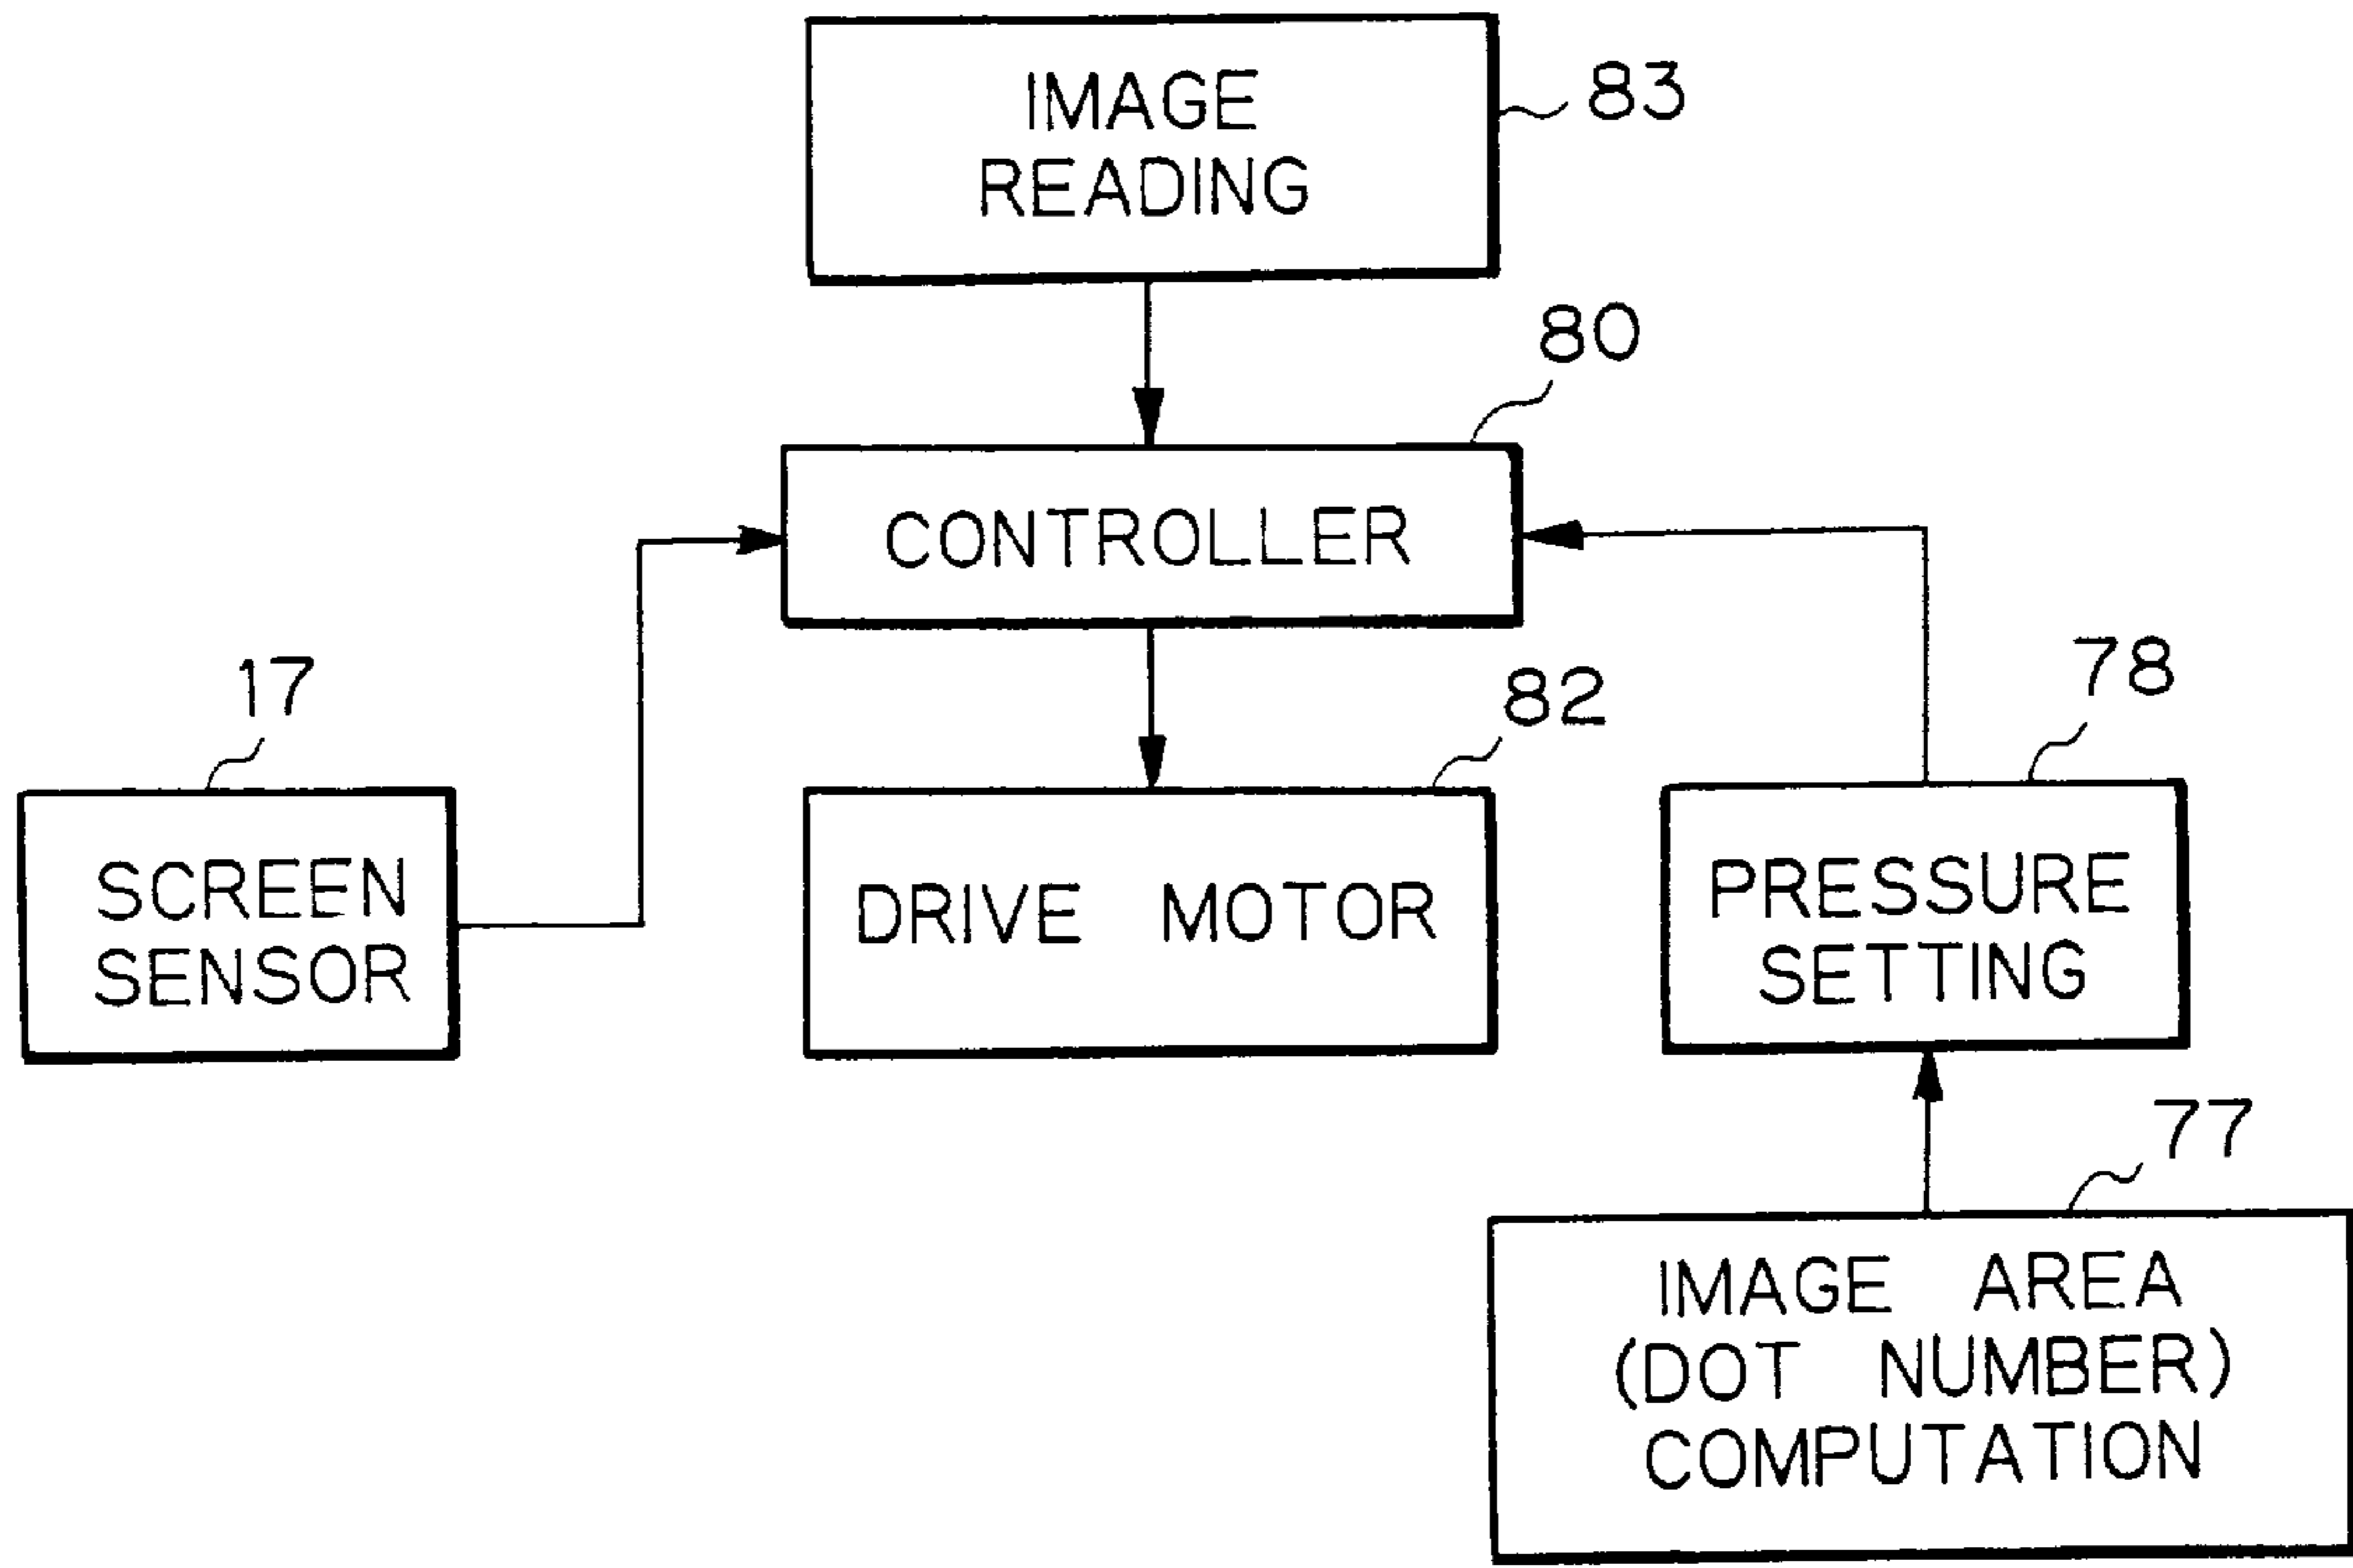 IMAGE
READING
83
80
CONTROLLER
17
SCREEN
SENSOR
82
DRIVE MOTOR
78
PRESSURE
SETTING
77
IMAGE AREA
(DOT NUMBER)
COMPUTATION